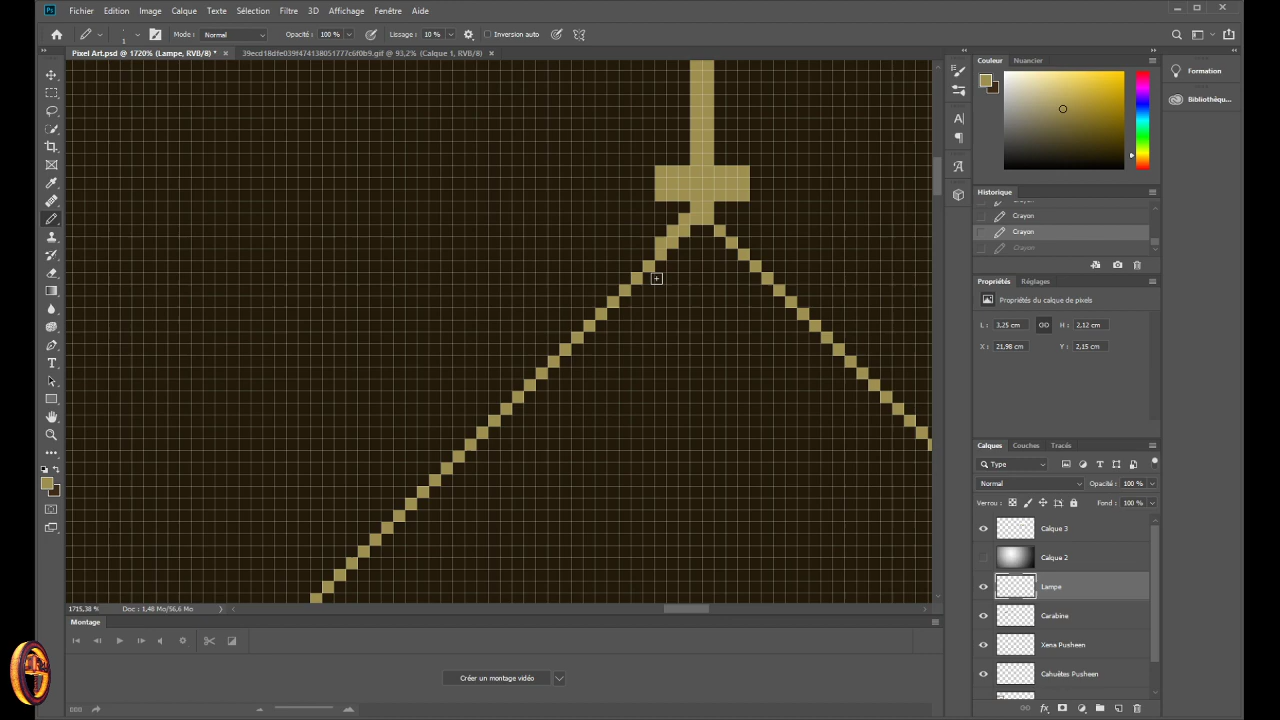 Fichier Edition Image Calque Texte Sélection Filtre 3D Affichage Fenêtre Aide
1 Mode : Normal Opacité : 100 % Lissage : 10 % Inversion auto
Pixel Art.psd @ 1720% (Lampe, RVB/8) * × 39ecd18dfe039f474138051777c6f0b9.gif @ 93,2% (Calque 1, RVB/8) ×
Couleur Nuancier
Formation
Bibliothèqu...
Historique
Crayon
Crayon
Crayon
Propriétés Réglages
Propriétés du calque de pixels
L : 3,25 cm H : 2,12 cm
X : 21,98 cm Y : 2,15 cm
Calques Couches Tracés
Type
Normal Opacité : 100 %
Verrou : Fond : 100 %
Calque 3
Calque 2
Lampe
Carabine
Xena Pusheen
Cahuètes Pusheen
1715,38 % Doc : 1,48 Mo/56,6 Mo
Montage
Créer un montage vidéo